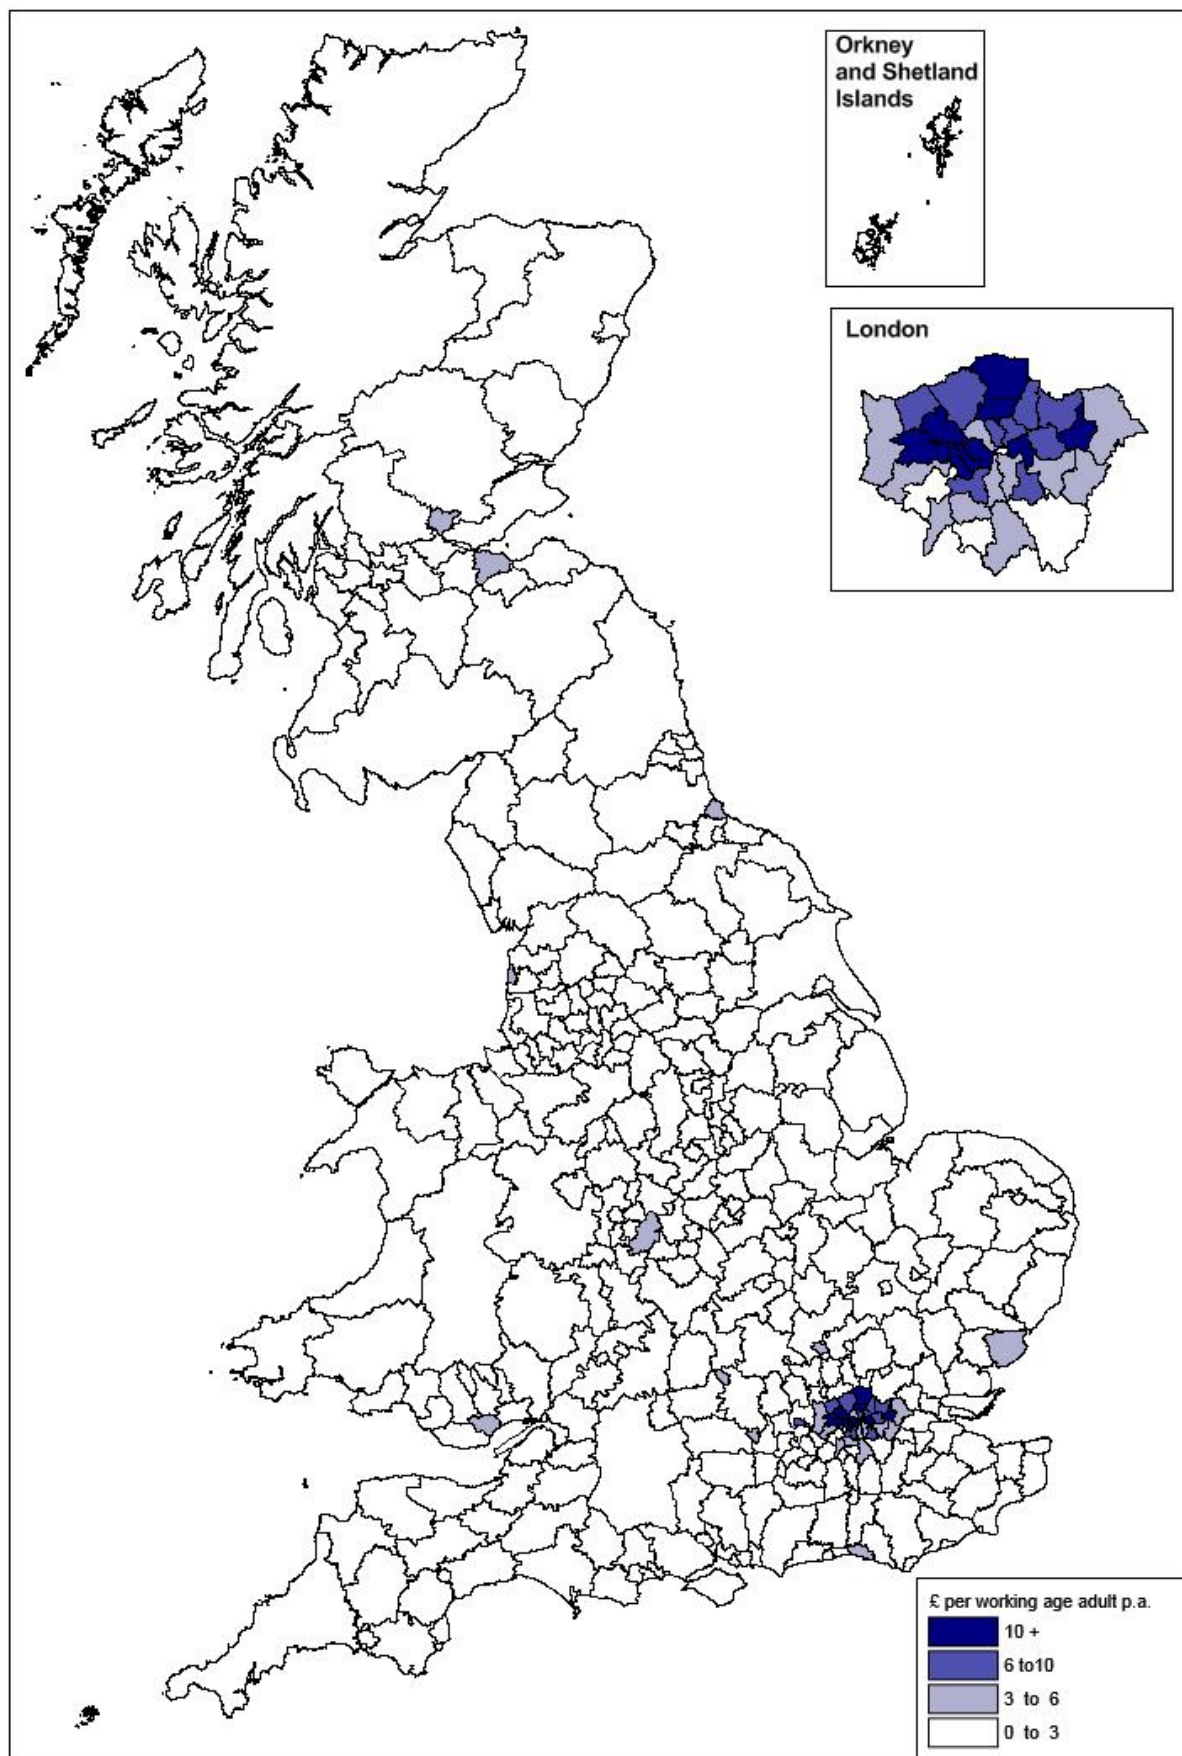 Orkney
and Shetland
Islands
London
£ per working age adult p.a.
10 +
6 to10
3 to 6
0 to 3